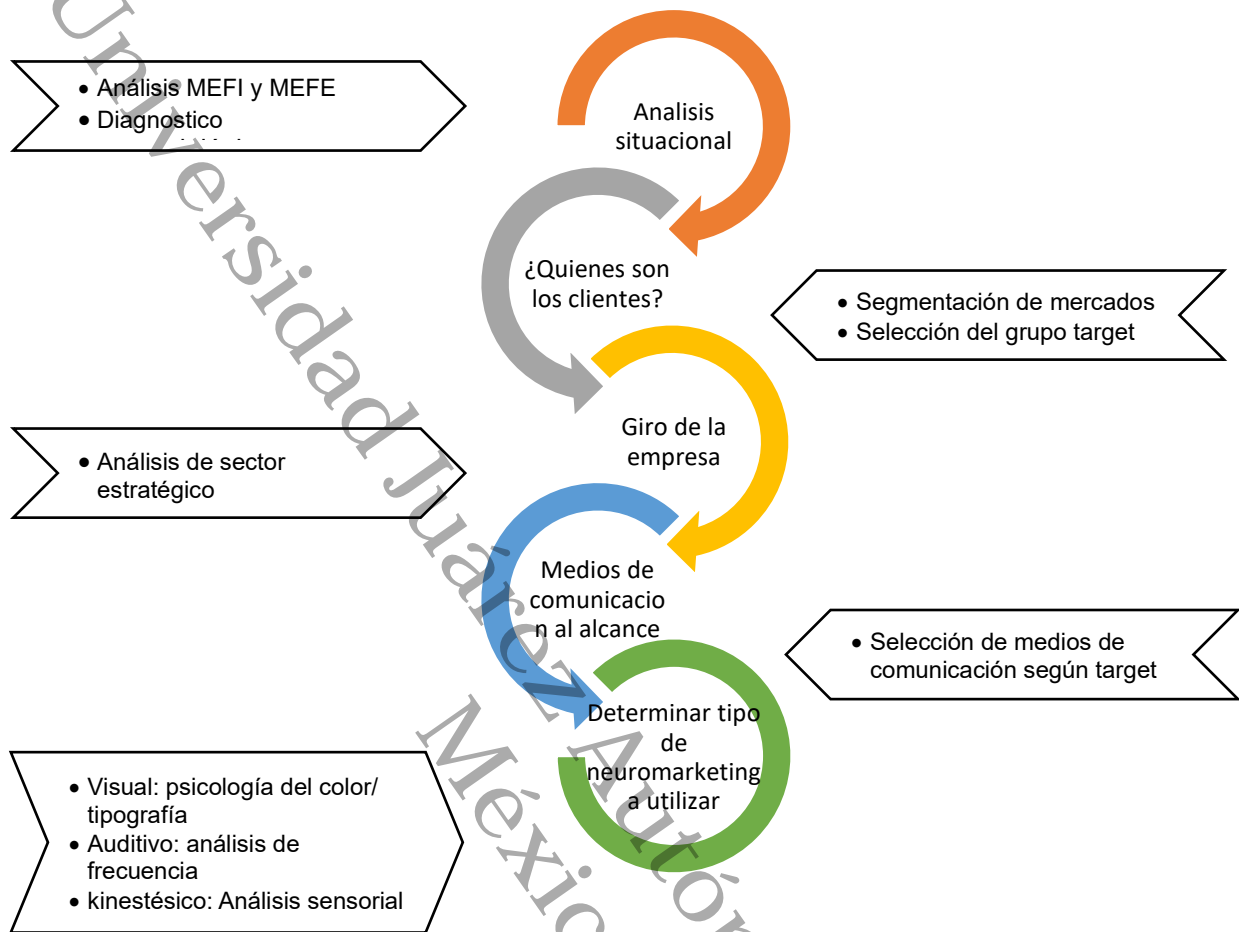 • Análisis MEFI y MEFE
• Diagnostico
Analisis
situacional
¿Quienes son
los clientes?
• Segmentación de mercados
• Selección del grupo target
Giro de la
empresa
• Análisis de sector
estratégico
Medios de
comunicacio
n al alcance
• Selección de medios de
comunicación según target
Determinar tipo
de
neuromarketing
a utilizar
• Visual: psicología del color/
tipografía
• Auditivo: análisis de
frecuencia
• kinestésico: Análisis sensorial
Universidad Juárez Autón
Méxic